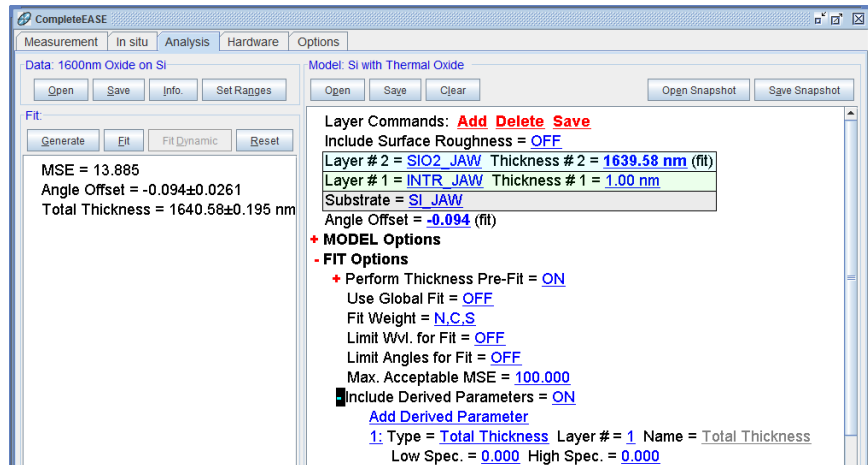 CompleteEASE
Measurement In situ Analysis Hardware Options
Data: 1600nm Oxide on Si
Open Save Info. Set Ranges
Fit:
Generate Fit Fit Dynamic Reset
MSE = 13.885
Angle Offset = -0.094±0.0261
Total Thickness = 1640.58±0.195 nm
Model: Si with Thermal Oxide
Open Save Clear Open Snapshot Save Snapshot
Layer Commands: Add Delete Save
Include Surface Roughness = OFF
Layer # 2 = SIO2_JAW Thickness # 2 = 1639.58 nm (fit)
Layer # 1 = INTR_JAW Thickness # 1 = 1.00 nm
Substrate = SI_JAW
Angle Offset = -0.094 (fit)
+ MODEL Options
- FIT Options
+ Perform Thickness Pre-Fit = ON
Use Global Fit = OFF
Fit Weight = N,C,S
Limit Wvl. for Fit = OFF
Limit Angles for Fit = OFF
Max. Acceptable MSE = 100.000
- Include Derived Parameters = ON
Add Derived Parameter
1: Type = Total Thickness Layer # = 1 Name = Total Thickness
Low Spec. = 0.000 High Spec. = 0.000